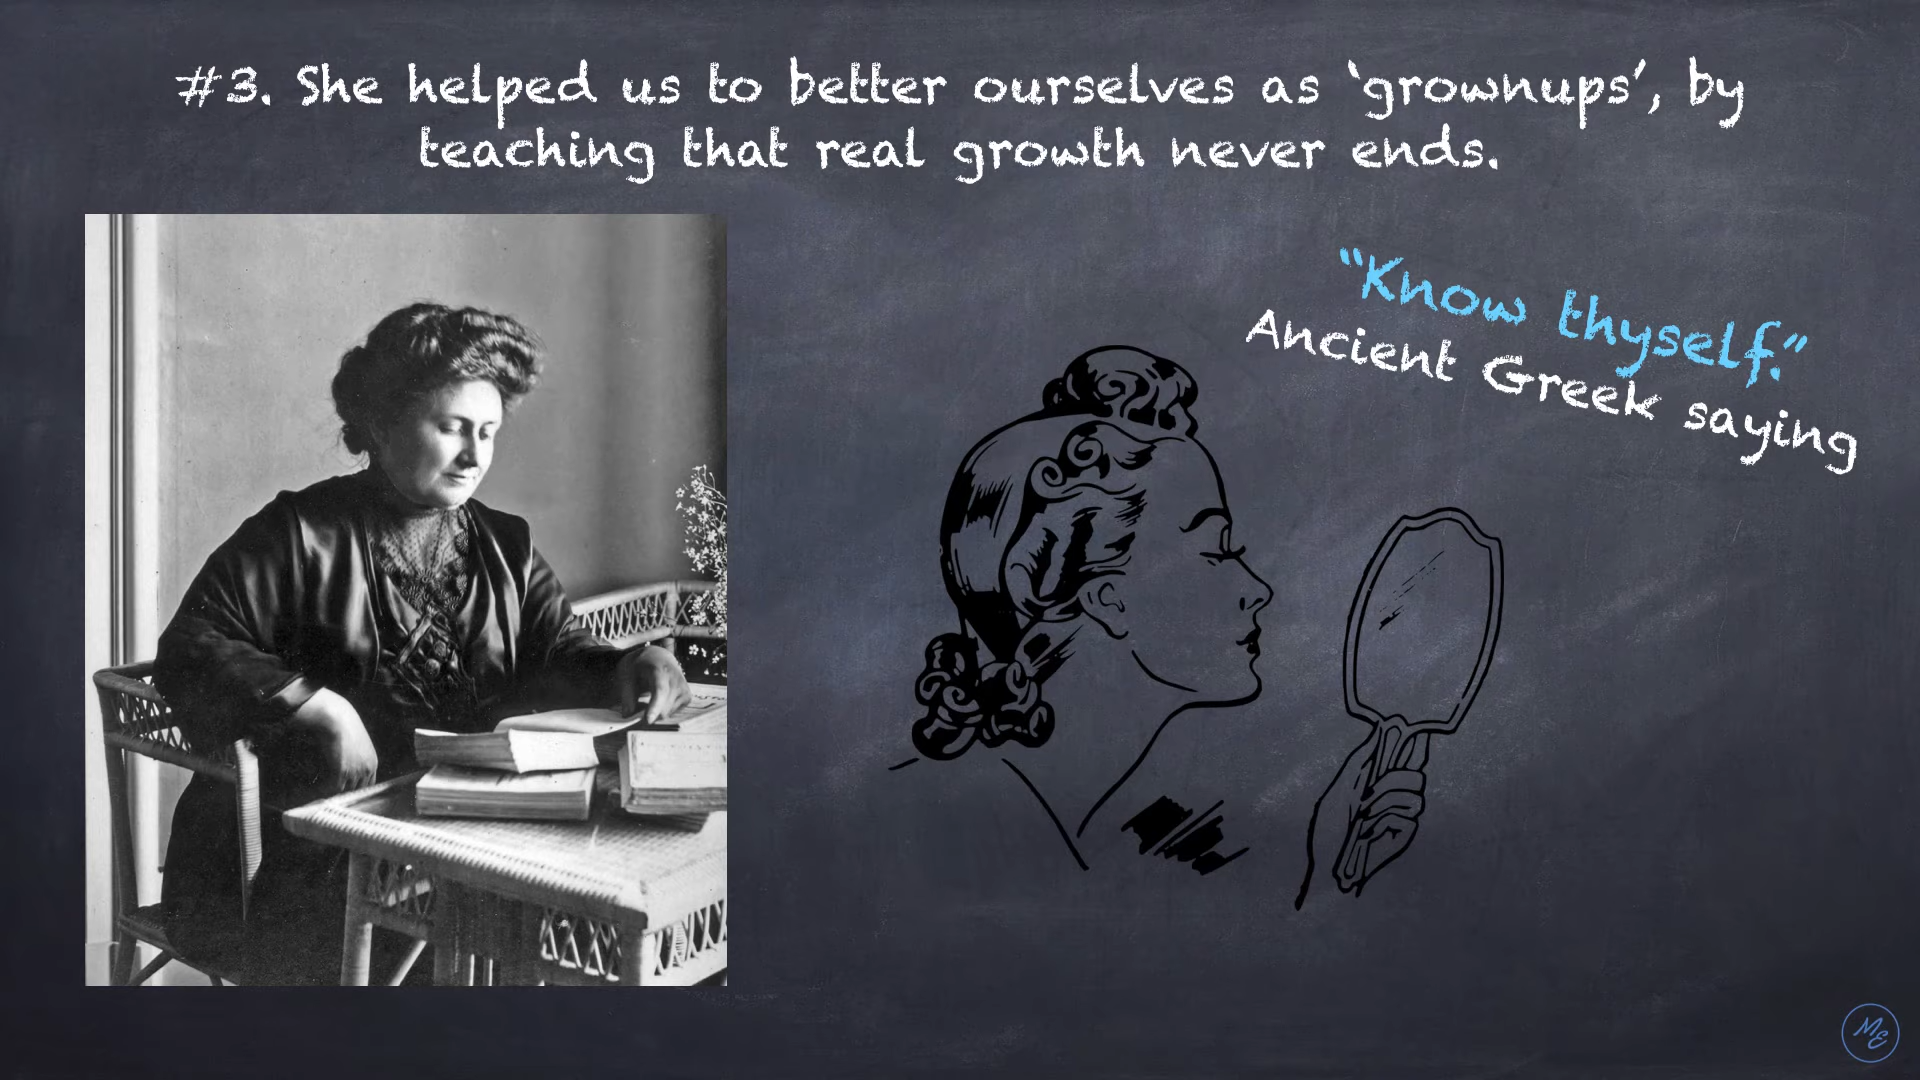 #3. She helped us to better ourselves as ‘grownups’, by
teaching that real growth never ends.
“Know thyself.”
Ancient Greek saying
ME